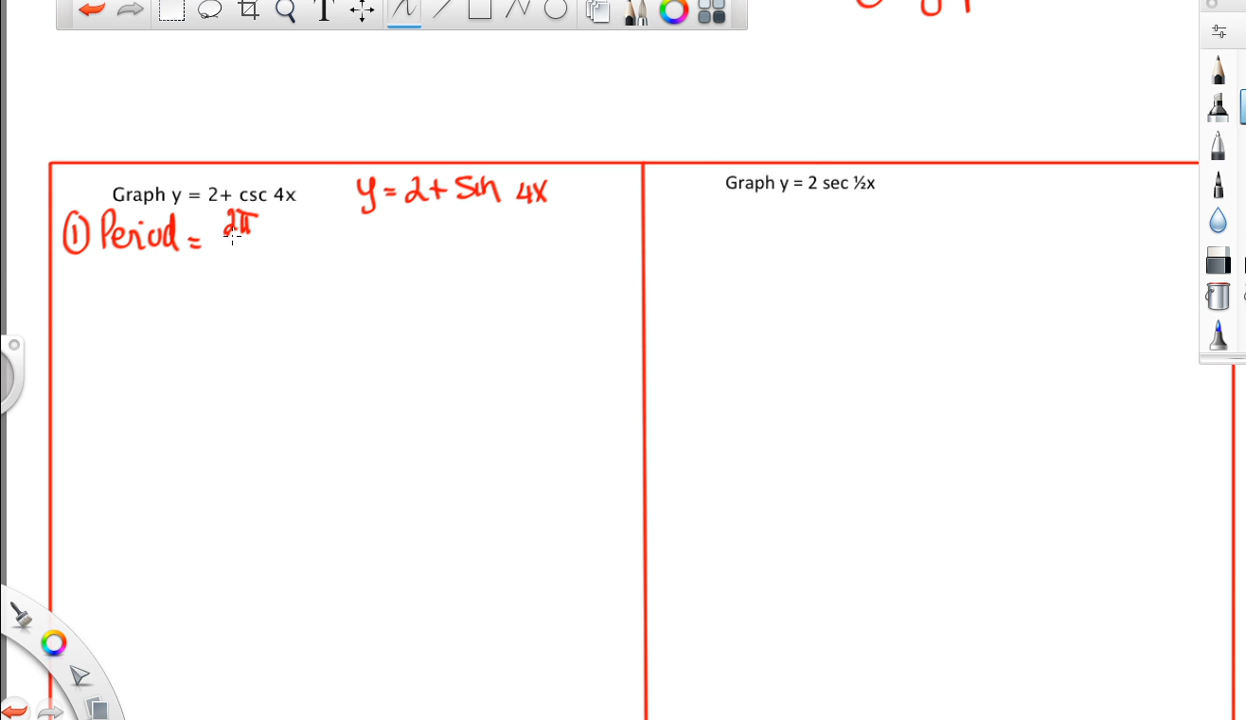 Graph y = 2+ csc 4x
y = 2 + Sin 4x
① Period = 2π
Graph y = 2 sec ½x